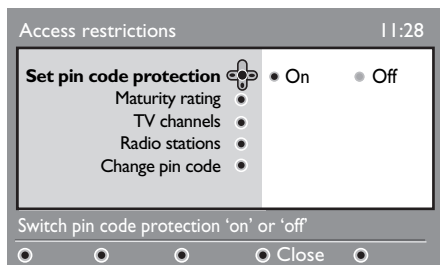 Access restrictions 11:28
Set pin code protection On Off
Maturity rating
TV channels
Radio stations
Change pin code
Switch pin code protection 'on' or 'off'
Close